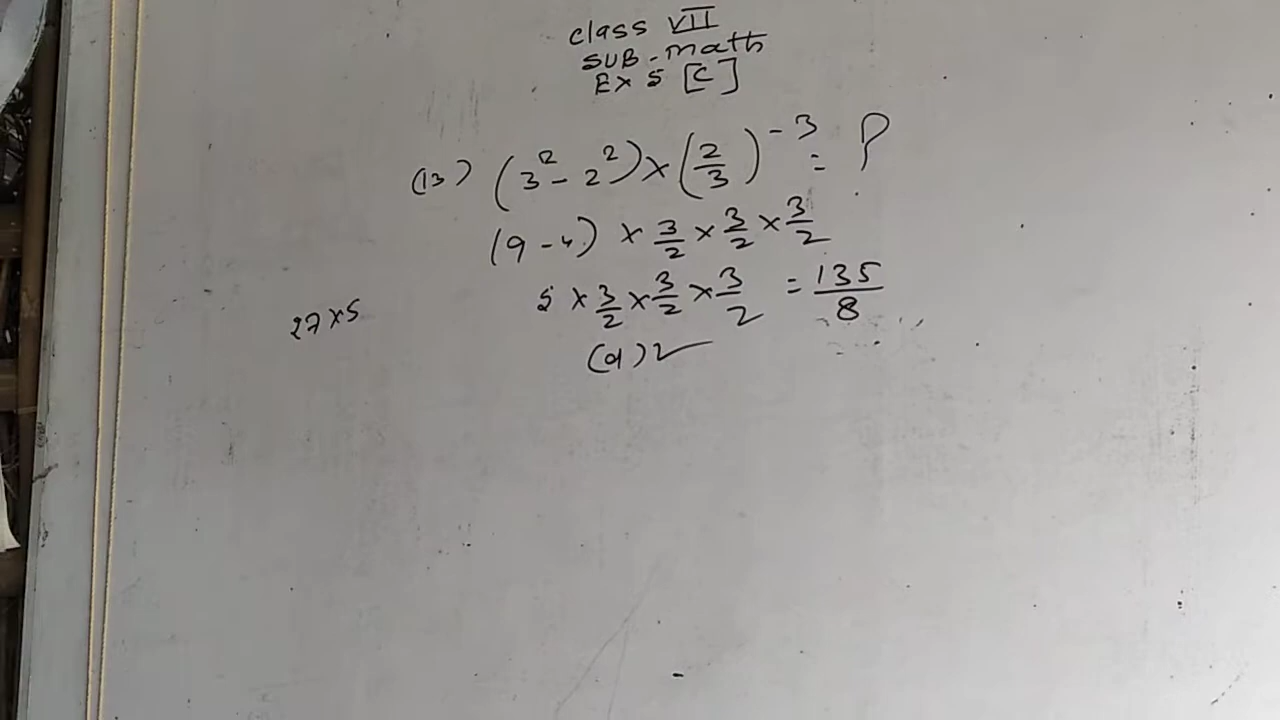 class VII
SUB-math
EX 5 [C]
(13) (3² - 2²) × (2/3)⁻³ = ?
(9 - 4) × 3/2 × 3/2 × 3/2
5 × 3/2 × 3/2 × 3/2 = 135/8
27 × 5
(d) ✓